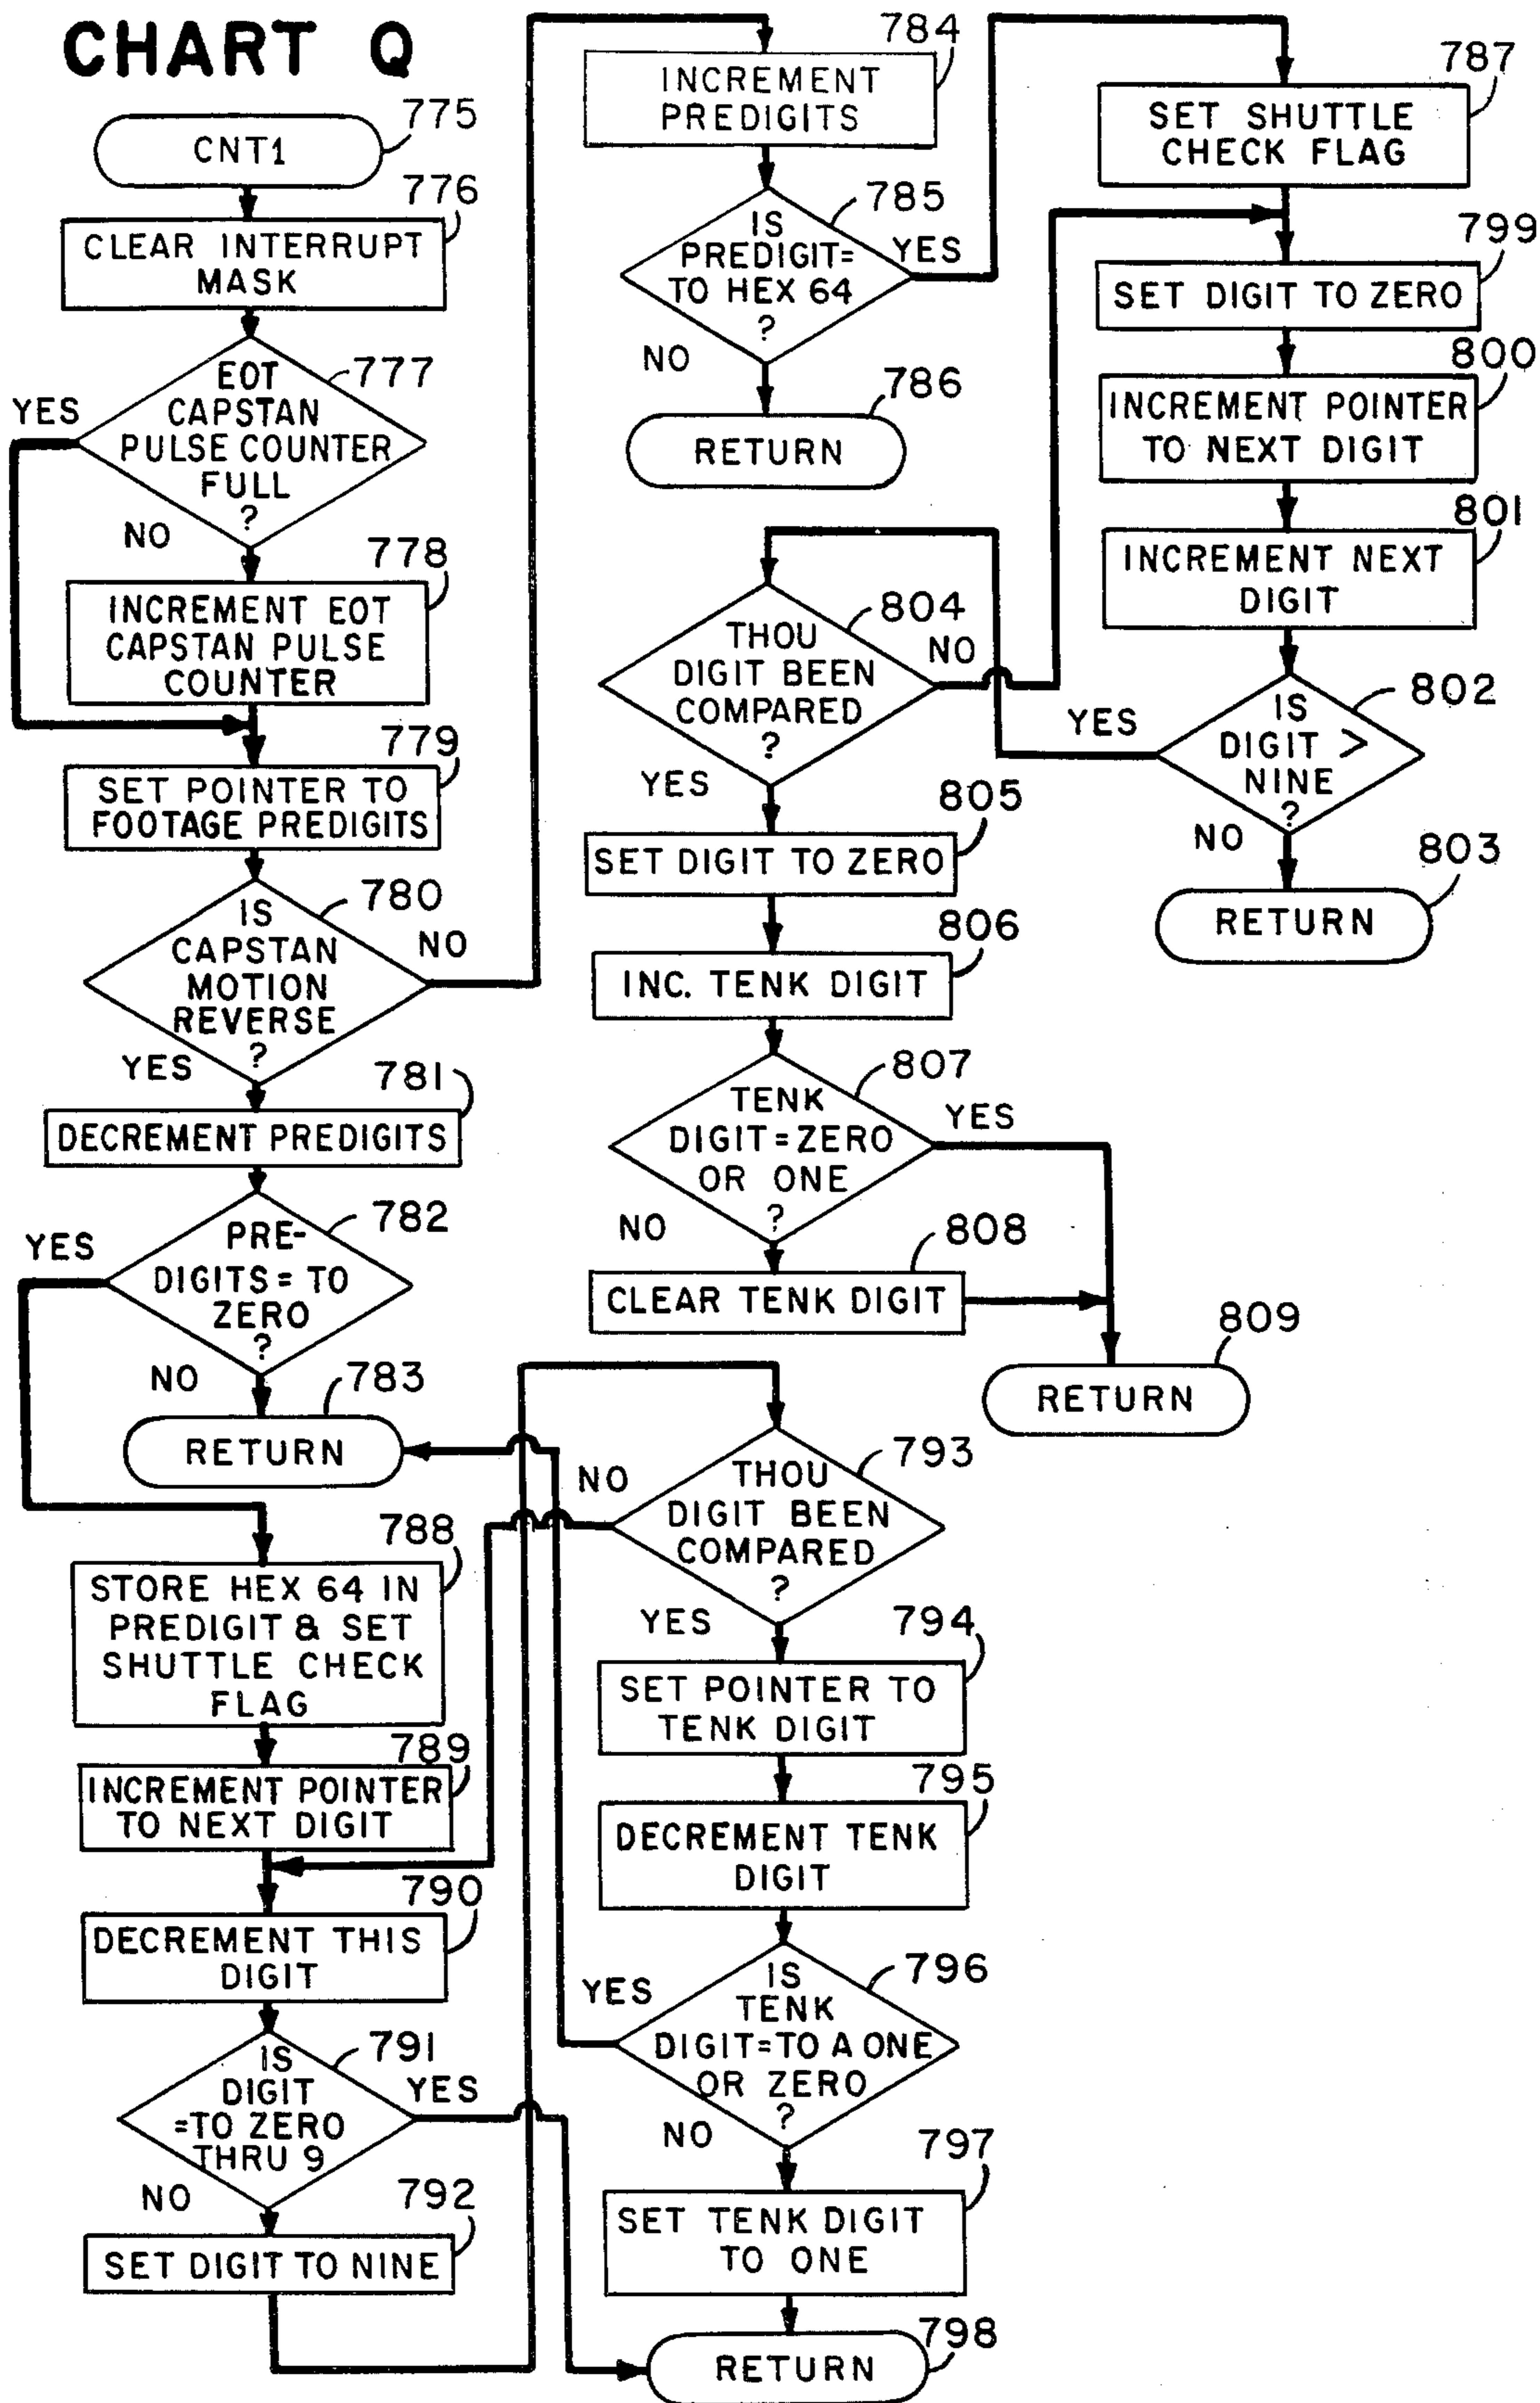 CHART Q
775
CNT1
776
CLEAR INTERRUPT
MASK
777
EOT
CAPSTAN
PULSE COUNTER
FULL
?
YES
NO
778
INCREMENT EOT
CAPSTAN PULSE
COUNTER
779
SET POINTER TO
FOOTAGE PREDIGITS
780
IS
CAPSTAN
MOTION
REVERSE
?
NO
YES
781
DECREMENT PREDIGITS
782
PRE-
DIGITS = TO
ZERO
?
YES
NO
783
RETURN
788
STORE HEX 64 IN
PREDIGIT & SET
SHUTTLE CHECK
FLAG
789
INCREMENT POINTER
TO NEXT DIGIT
790
DECREMENT THIS
DIGIT
791
IS
DIGIT
=TO ZERO
THRU 9
YES
NO
792
SET DIGIT TO NINE
784
INCREMENT
PREDIGITS
785
IS
PREDIGIT=
TO HEX 64
?
YES
NO
786
RETURN
804
THOU
DIGIT BEEN
COMPARED
?
NO
YES
805
SET DIGIT TO ZERO
806
INC. TENK DIGIT
807
TENK
DIGIT = ZERO
OR ONE
?
YES
NO
808
CLEAR TENK DIGIT
809
RETURN
793
THOU
DIGIT BEEN
COMPARED
?
NO
YES
794
SET POINTER TO
TENK DIGIT
795
DECREMENT TENK
DIGIT
796
IS
TENK
DIGIT=TO A ONE
OR ZERO
?
YES
NO
797
SET TENK DIGIT
TO ONE
798
RETURN
787
SET SHUTTLE
CHECK FLAG
799
SET DIGIT TO ZERO
800
INCREMENT POINTER
TO NEXT DIGIT
801
INCREMENT NEXT
DIGIT
802
IS
DIGIT >
NINE
?
YES
NO
803
RETURN